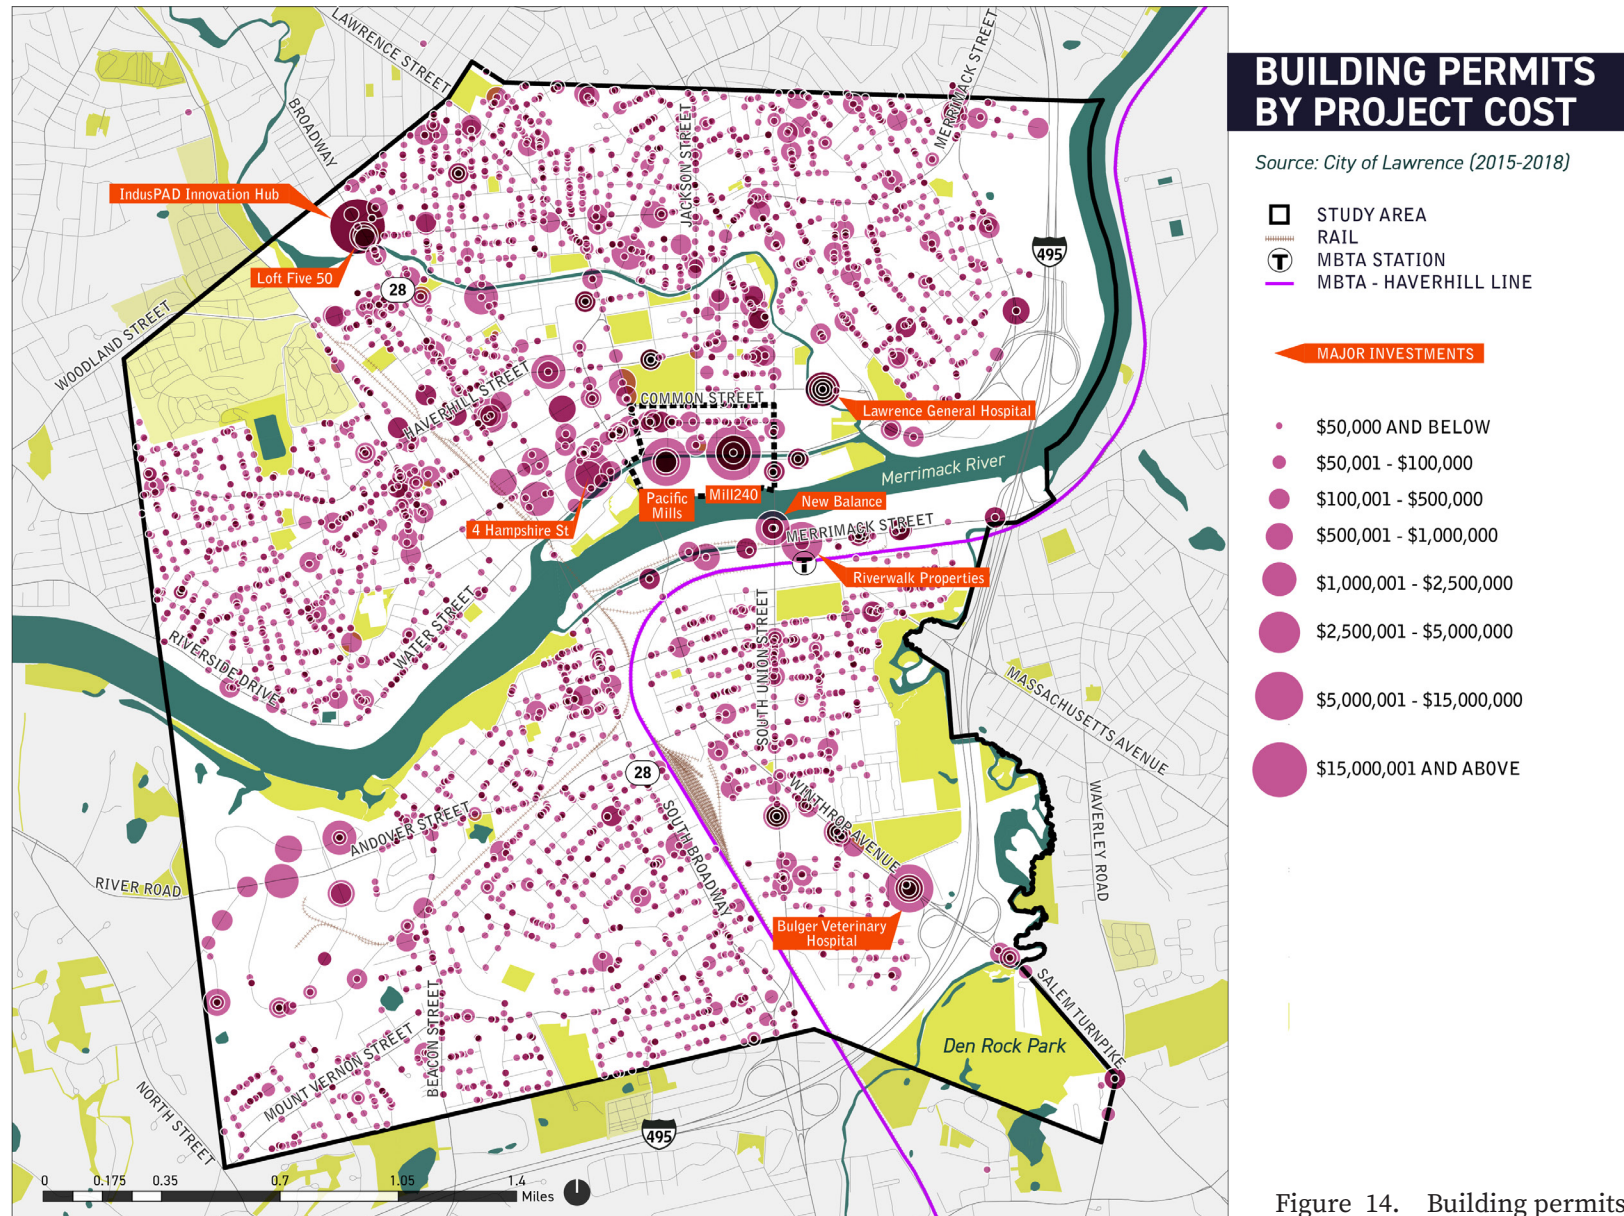 BUILDING PERMITS
BY PROJECT COST
Source: City of Lawrence (2015-2018)
STUDY AREA
RAIL
T
MBTA STATION
MBTA - HAVERHILL LINE
MAJOR INVESTMENTS
$50,000 AND BELOW
$50,001 - $100,000
$100,001 - $500,000
$500,001 - $1,000,000
$1,000,001 - $2,500,000
$2,500,001 - $5,000,000
$5,000,001 - $15,000,000
$15,000,001 AND ABOVE
LAWRENCE STREET
BROADWAY
MERRIMACK STREET
JACKSON STREET
IndusPAD Innovation Hub
Loft Five 50
28
495
WOODLAND STREET
HAVERHILL STREET
COMMON STREET
Lawrence General Hospital
Merrimack River
Pacific
Mills
Mill240
New Balance
4 Hampshire St
MERRIMACK STREET
T
Riverwalk Properties
WATER STREET
RIVERSIDE DRIVE
SOUTH UNION STREET
MASSACHUSETTS AVENUE
28
WINTHROP AVENUE
SOUTH BROADWAY
WAVERLEY ROAD
ANDOVER STREET
RIVER ROAD
Bulger Veterinary
Hospital
SALEM TURNPIKE
Den Rock Park
BEACON STREET
MOUNT VERNON STREET
NORTH STREET
495
0 0.175 0.35 0.7 1.05 1.4
Miles
Figure 14. Building permits